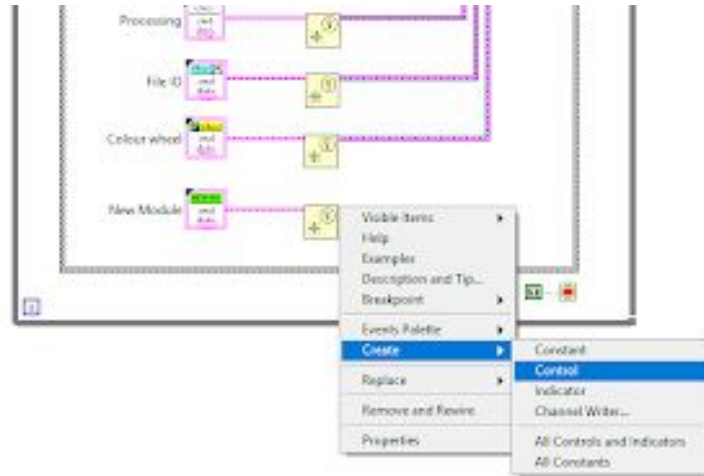 Processing
File IO
Colour wheel
New Module
Visible Items
Help
Examples
Description and Tip...
Breakpoint
Events Palette
Create
Replace
Remove and Rewire
Properties
Constant
Control
Indicator
Channel Writer...
All Controls and Indicators
All Constants